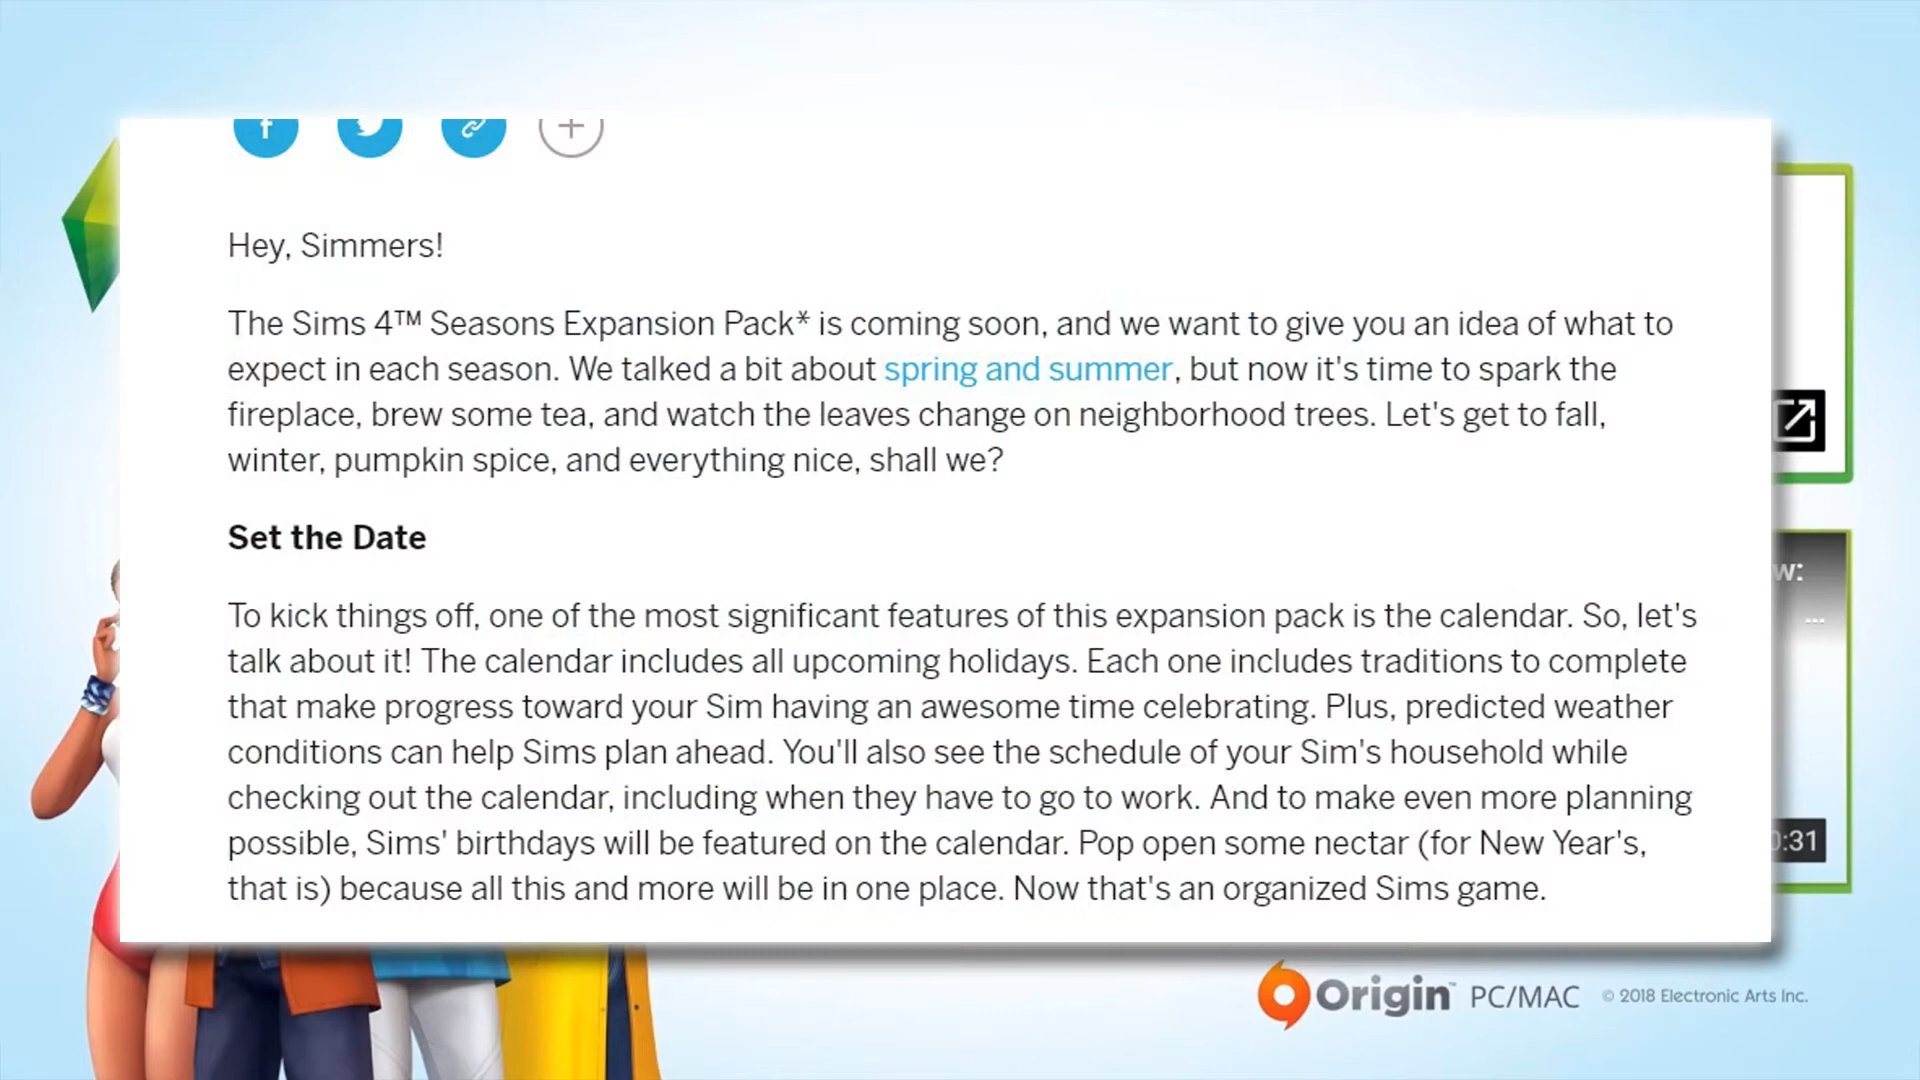 Hey, Simmers!
The Sims 4™ Seasons Expansion Pack* is coming soon, and we want to give you an idea of what to
expect in each season. We talked a bit about spring and summer, but now it's time to spark the
fireplace, brew some tea, and watch the leaves change on neighborhood trees. Let's get to fall,
winter, pumpkin spice, and everything nice, shall we?
Set the Date
To kick things off, one of the most significant features of this expansion pack is the calendar. So, let's
talk about it! The calendar includes all upcoming holidays. Each one includes traditions to complete
that make progress toward your Sim having an awesome time celebrating. Plus, predicted weather
conditions can help Sims plan ahead. You'll also see the schedule of your Sim's household while
checking out the calendar, including when they have to go to work. And to make even more planning
possible, Sims' birthdays will be featured on the calendar. Pop open some nectar (for New Year's,
that is) because all this and more will be in one place. Now that's an organized Sims game.
w:
...
0:31
Origin™ PC/MAC © 2018 Electronic Arts Inc.